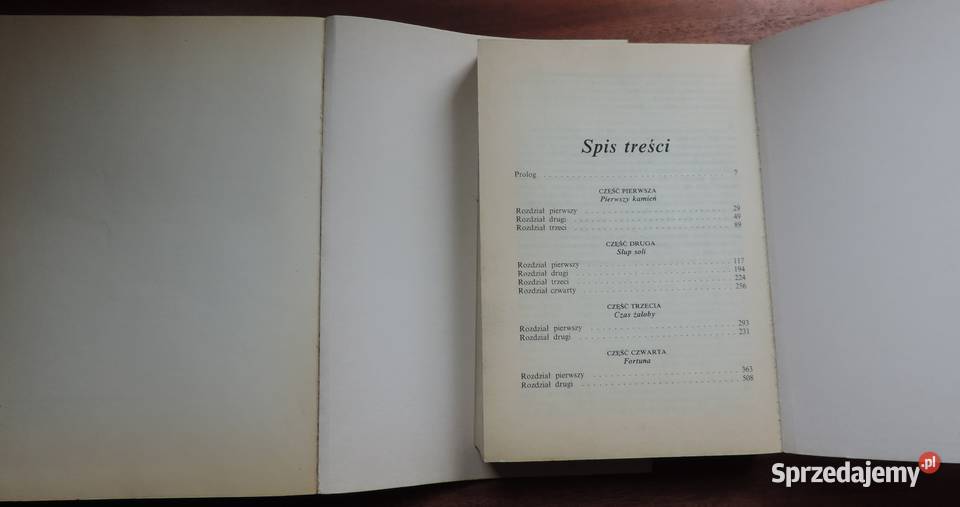 Spis treści
Prolog 7
CZĘŚĆ PIERWSZA
Pierwszy kamień
Rozdział pierwszy 29
Rozdział drugi 49
Rozdział trzeci 89
CZĘŚĆ DRUGA
Słup soli
Rozdział pierwszy 117
Rozdział drugi 194
Rozdział trzeci 224
Rozdział czwarty 256
CZĘŚĆ TRZECIA
Czas żałoby
Rozdział pierwszy 293
Rozdział drugi 231
CZĘŚĆ CZWARTA
Fortuna
Rozdział pierwszy 363
Rozdział drugi 508
Sprzedajemy.pl